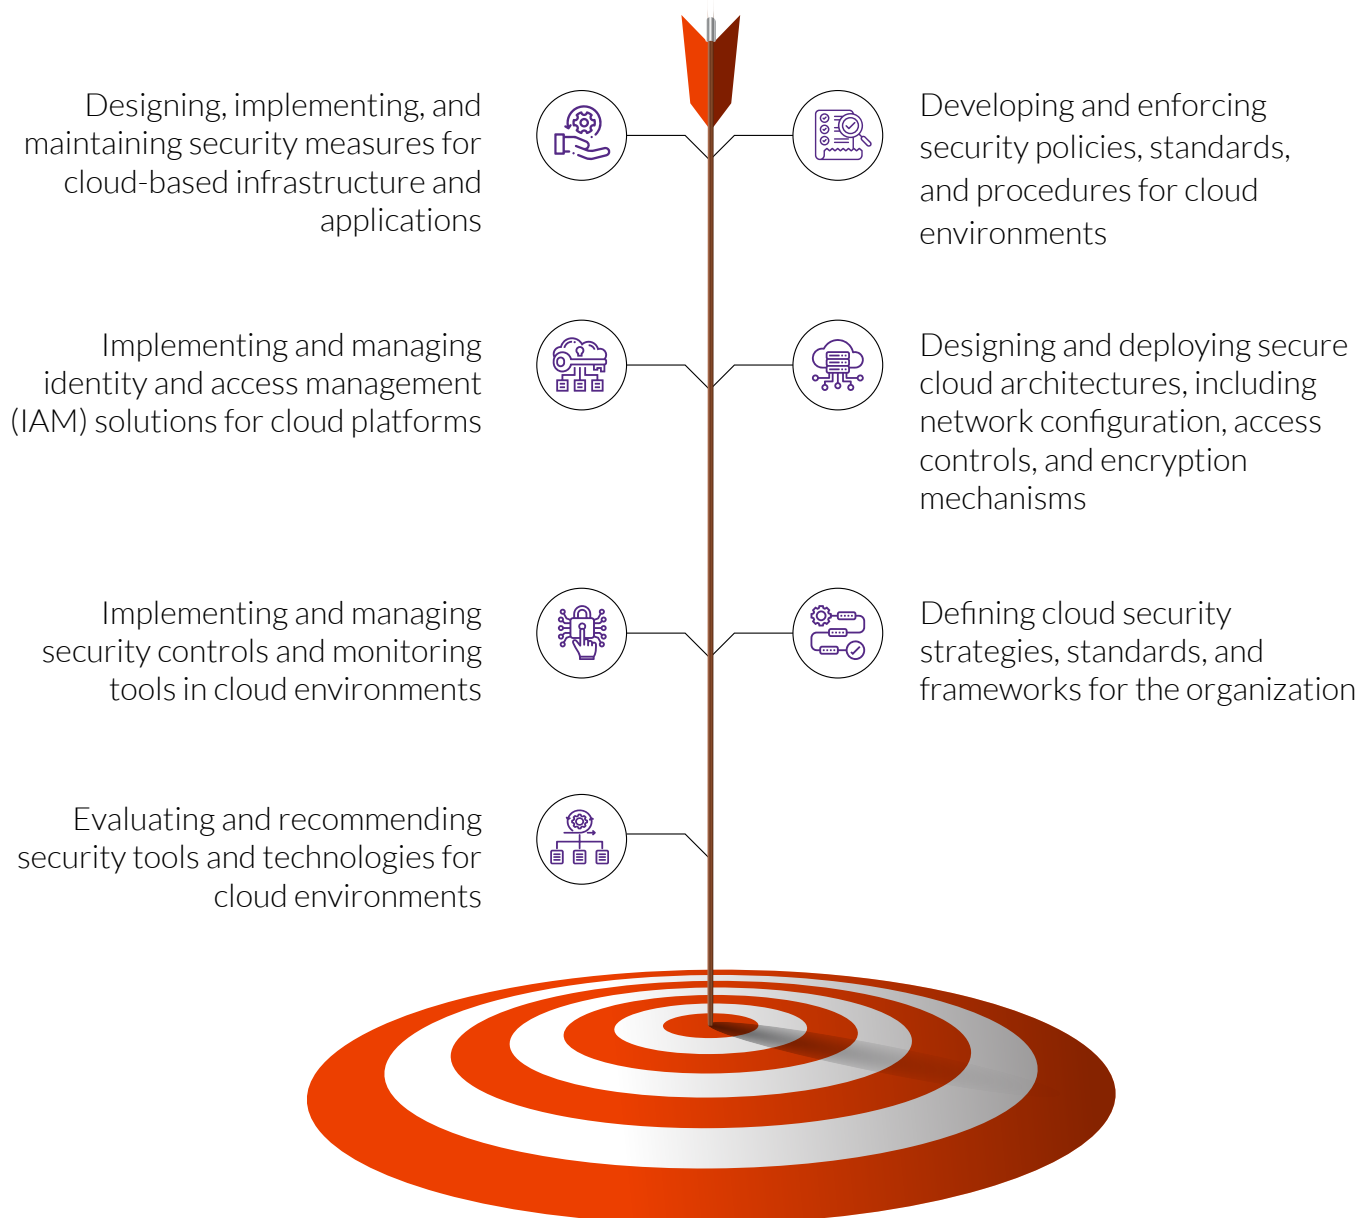 Designing, implementing, and
maintaining security measures for
cloud-based infrastructure and
applications
Developing and enforcing
security policies, standards,
and procedures for cloud
environments
Implementing and managing
identity and access management
(IAM) solutions for cloud platforms
Designing and deploying secure
cloud architectures, including
network configuration, access
controls, and encryption
mechanisms
Implementing and managing
security controls and monitoring
tools in cloud environments
Defining cloud security
strategies, standards, and
frameworks for the organization
Evaluating and recommending
security tools and technologies for
cloud environments